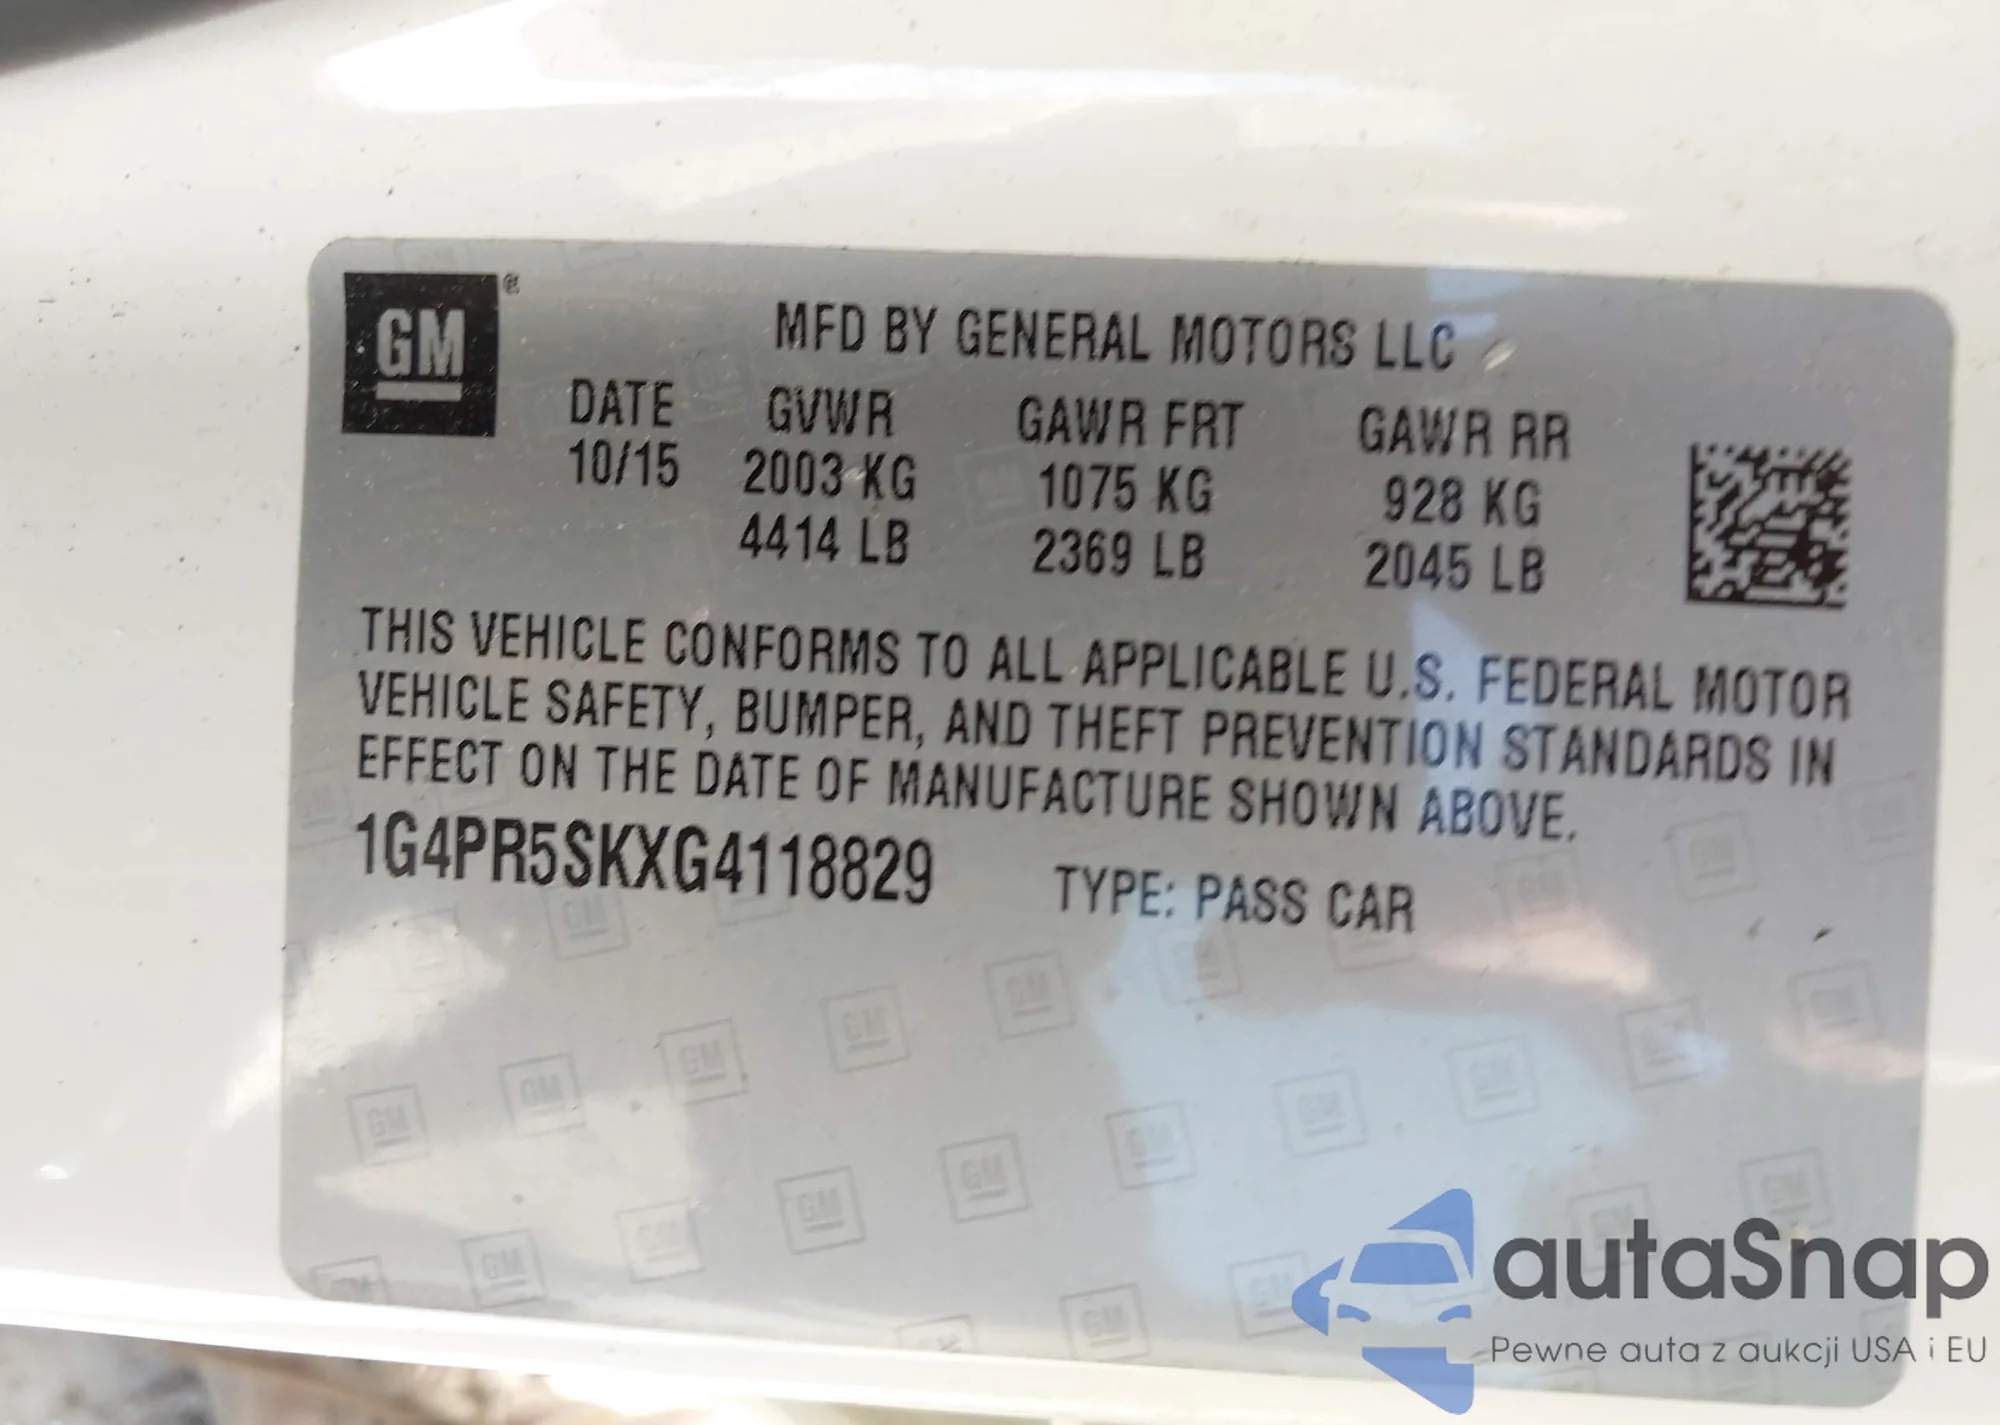 GM®
MFD BY GENERAL MOTORS LLC
DATE GVWR GAWR FRT GAWR RR
10/15 2003 KG 1075 KG 928 KG
4414 LB 2369 LB 2045 LB
THIS VEHICLE CONFORMS TO ALL APPLICABLE U.S. FEDERAL MOTOR
VEHICLE SAFETY, BUMPER, AND THEFT PREVENTION STANDARDS IN
EFFECT ON THE DATE OF MANUFACTURE SHOWN ABOVE.
1G4PR5SKXG4118829 TYPE: PASS CAR
autaSnap
Pewne auta z aukcji USA i EU